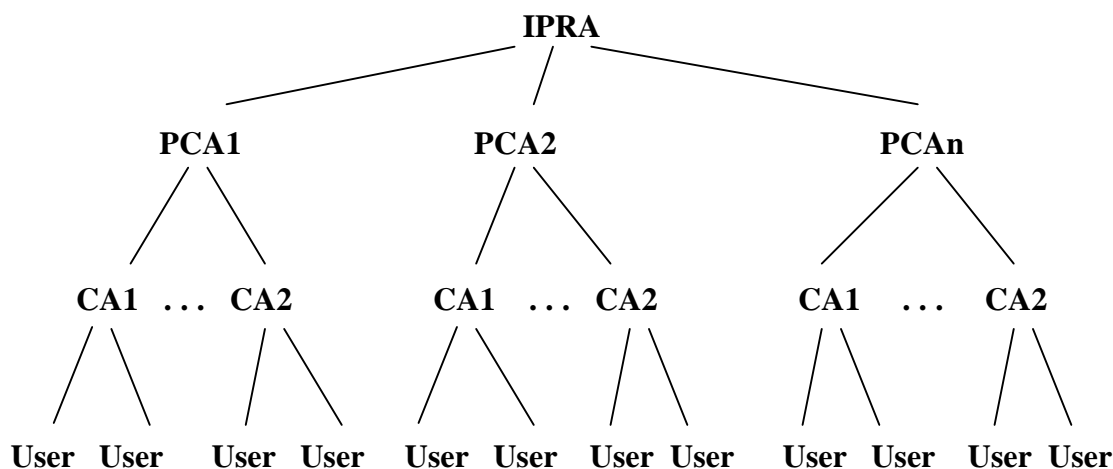 IPRA
PCA1 PCA2 PCAn
CA1 . . . CA2 CA1 . . . CA2 CA1 . . . CA2
User User User User User User User User User User User User